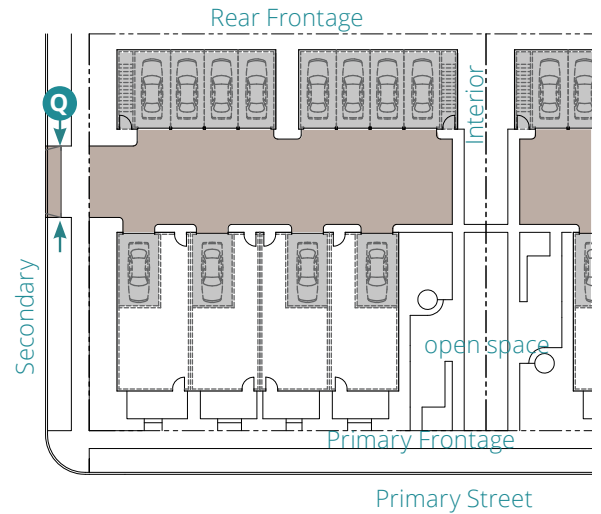 Rear Frontage
Q
Interior
Secondary
open space
Primary Frontage
Primary Street